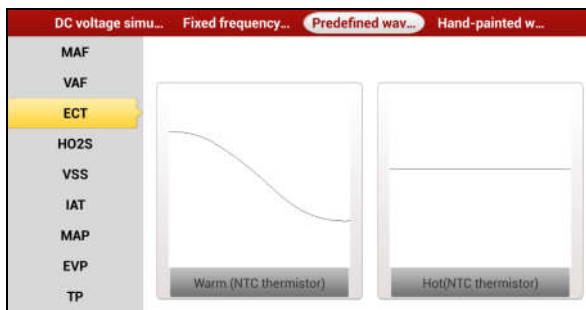 DC voltage simu... Fixed frequency... Predefined wav... Hand-painted w...
MAF
VAF
ECT
HO2S
VSS
IAT
MAP
EVP
TP
Warm (NTC thermistor)
Hot(NTC thermistor)